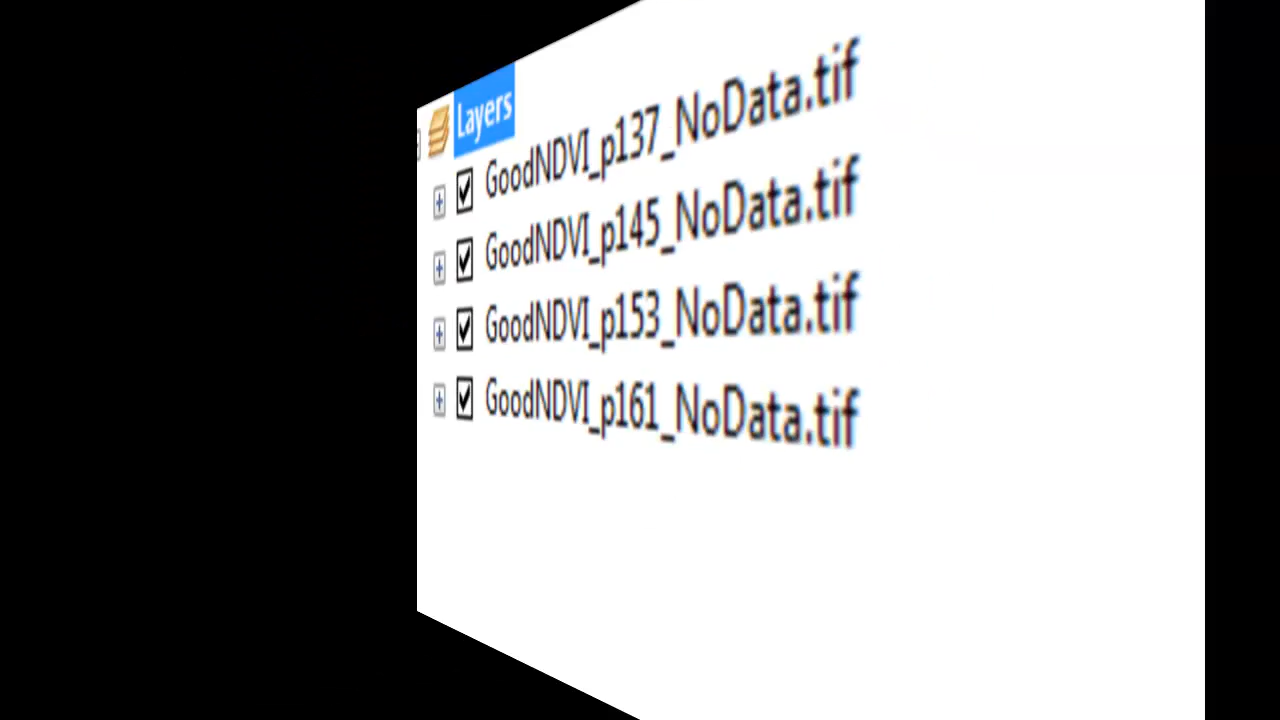 Layers
GoodNDVI_p137_NoData.tif
GoodNDVI_p145_NoData.tif
GoodNDVI_p153_NoData.tif
GoodNDVI_p161_NoData.tif